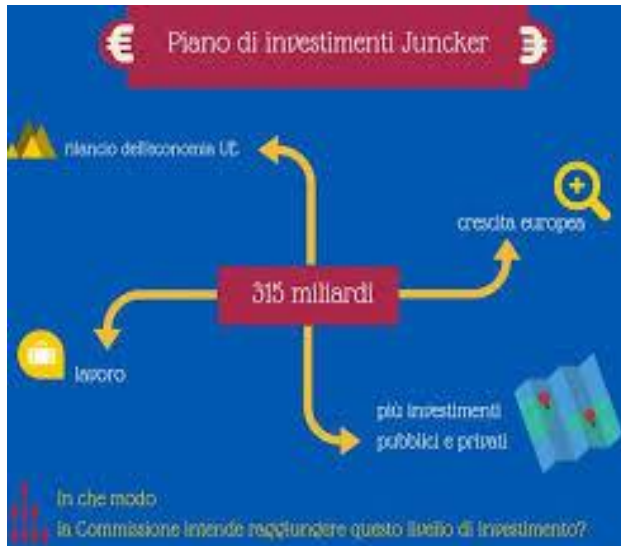 Piano di investimenti Juncker
rilancio dell'economia UE
crescita europea
315 miliardi
lavoro
più investimenti
pubblici e privati
In che modo
la Commissione intende raggiungere questo livello di investimento?